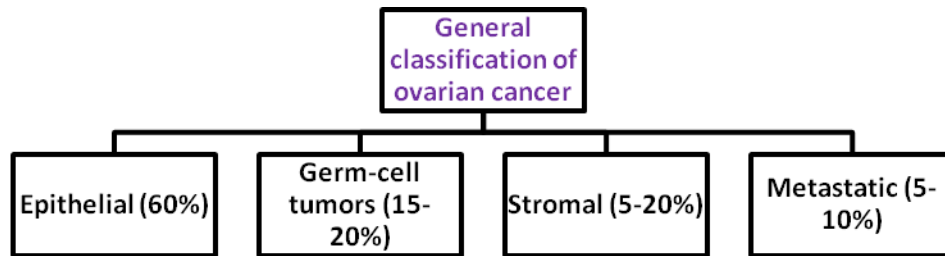 General
classification of
ovarian cancer
Epithelial (60%)
Germ-cell
tumors (15-
20%)
Stromal (5-20%)
Metastatic (5-
10%)